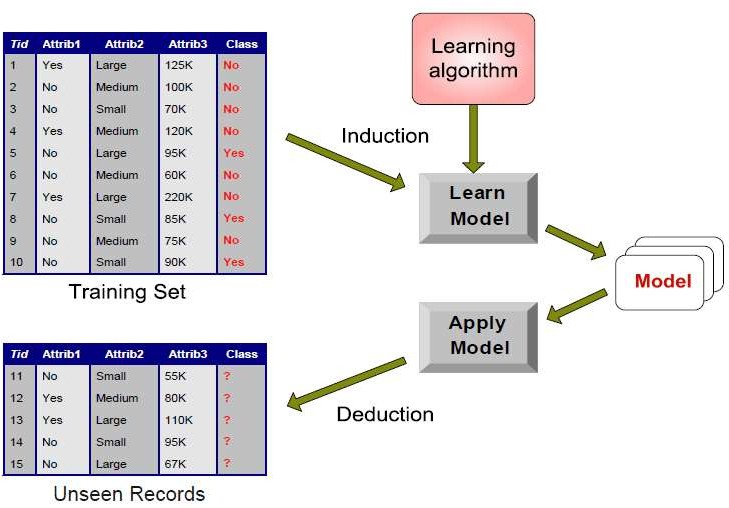 Tid Attrib1 Attrib2 Attrib3 Class
1 Yes Large 125K No
2 No Medium 100K No
3 No Small 70K No
4 Yes Medium 120K No
5 No Large 95K Yes
6 No Medium 60K No
7 Yes Large 220K No
8 No Small 85K Yes
9 No Medium 75K No
10 No Small 90K Yes
Training Set
Learning
algorithm
Induction
Learn
Model
Model
Apply
Model
Deduction
Tid Attrib1 Attrib2 Attrib3 Class
11 No Small 55K ?
12 Yes Medium 80K ?
13 Yes Large 110K ?
14 No Small 95K ?
15 No Large 67K ?
Unseen Records